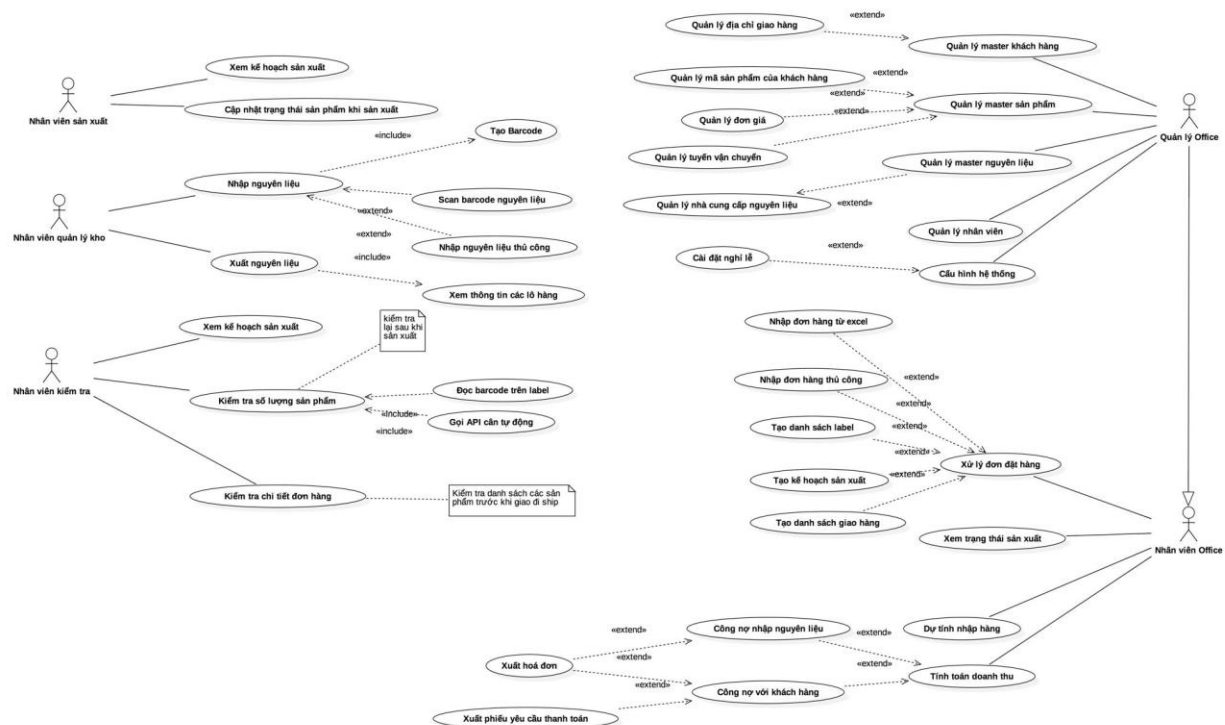 Xem kế hoạch sản xuất
Nhân viên sản xuất
Cập nhật trạng thái sản phẩm khi sản xuất
«include»
Tạo Barcode
Nhập nguyên liệu
Scan barcode nguyên liệu
«extend»
Nhân viên quản lý kho
«extend»
Nhập nguyên liệu thủ công
Xuất nguyên liệu
«include»
Xem thông tin các lô hàng
Xem kế hoạch sản xuất
kiểm tra
lại sau khi
sản xuất
Nhân viên kiểm tra
Kiểm tra số lượng sản phẩm
Đọc barcode trên label
«Include»
Gọi API cân tự động
«include»
Kiểm tra chi tiết đơn hàng
Kiểm tra danh sách các sản
phẩm trước khi giao đi ship
Quản lý địa chỉ giao hàng
«extend»
Quản lý master khách hàng
Quản lý mã sản phẩm của khách hàng
«extend»
«extend»
Quản lý master sản phẩm
Quản lý đơn giá
«extend»
Quản lý Office
Quản lý tuyến vận chuyển
Quản lý master nguyên liệu
Quản lý nhà cung cấp nguyên liệu
«extend»
Quản lý nhân viên
Cài đặt nghỉ lễ
«extend»
Cấu hình hệ thống
Nhập đơn hàng từ excel
«extend»
Nhập đơn hàng thủ công
«extend»
Tạo danh sách label
«extend»
Xử lý đơn đặt hàng
Tạo kế hoạch sản xuất
«extend»
Tạo danh sách giao hàng
Xem trạng thái sản xuất
Nhân viên Office
Công nợ nhập nguyên liệu
«extend»
«extend»
Dự tính nhập hàng
«extend»
Xuất hoá đơn
«extend»
«extend»
Công nợ với khách hàng
Tính toán doanh thu
Xuất phiếu yêu cầu thanh toán